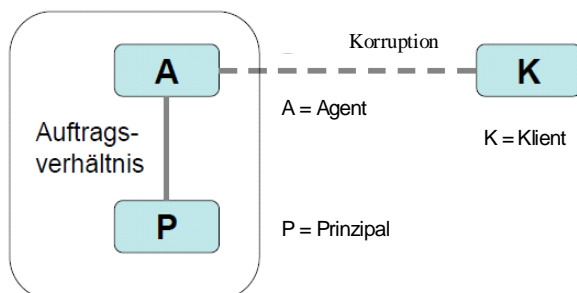 Korruption
A
K
A = Agent
K = Klient
Auftrags-
verhältnis
P
P = Prinzipal